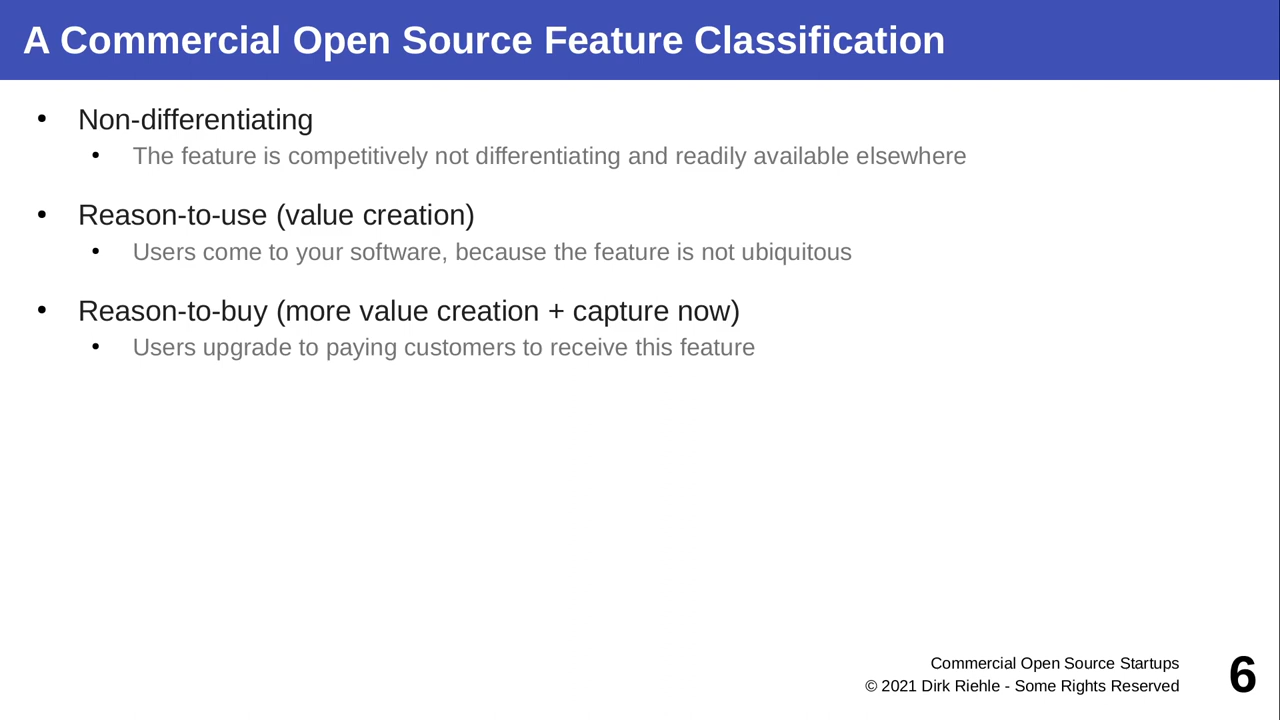 A Commercial Open Source Feature Classification
• Non-differentiating
• The feature is competitively not differentiating and readily available elsewhere
• Reason-to-use (value creation)
• Users come to your software, because the feature is not ubiquitous
• Reason-to-buy (more value creation + capture now)
• Users upgrade to paying customers to receive this feature
Commercial Open Source Startups
© 2021 Dirk Riehle - Some Rights Reserved
6